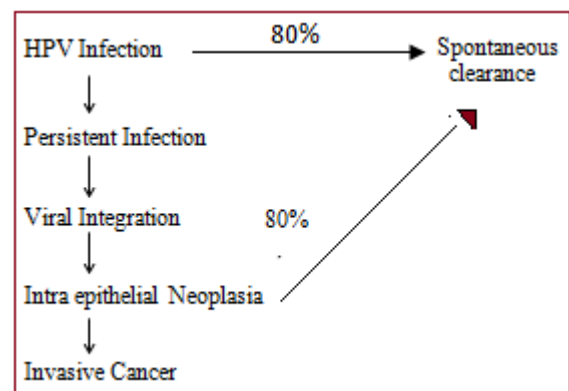 HPV Infection
80%
Spontaneous
clearance
Persistent Infection
Viral Integration
80%
Intra epithelial Neoplasia
Invasive Cancer